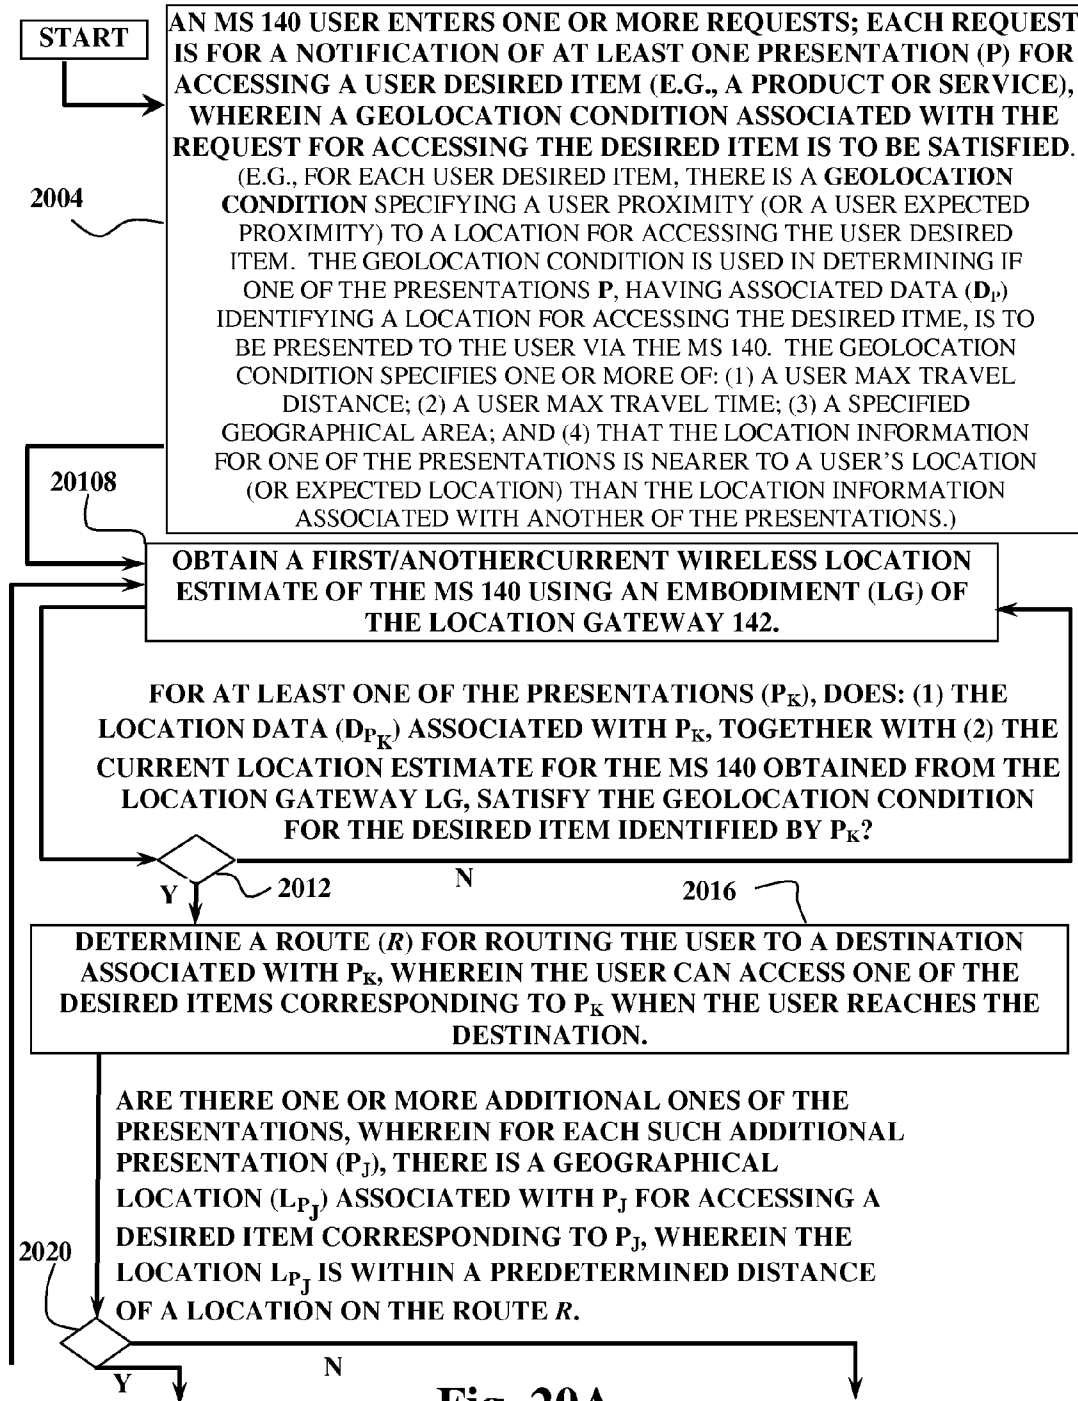 START
AN MS 140 USER ENTERS ONE OR MORE REQUESTS; EACH REQUEST
IS FOR A NOTIFICATION OF AT LEAST ONE PRESENTATION (P) FOR
ACCESSING A USER DESIRED ITEM (E.G., A PRODUCT OR SERVICE),
WHEREIN A GEOLOCATION CONDITION ASSOCIATED WITH THE
REQUEST FOR ACCESSING THE DESIRED ITEM IS TO BE SATISFIED.
(E.G., FOR EACH USER DESIRED ITEM, THERE IS A GEOLOCATION
CONDITION SPECIFYING A USER PROXIMITY (OR A USER EXPECTED
PROXIMITY) TO A LOCATION FOR ACCESSING THE USER DESIRED
ITEM. THE GEOLOCATION CONDITION IS USED IN DETERMINING IF
ONE OF THE PRESENTATIONS P, HAVING ASSOCIATED DATA (DP)
IDENTIFYING A LOCATION FOR ACCESSING THE DESIRED ITME, IS TO
BE PRESENTED TO THE USER VIA THE MS 140. THE GEOLOCATION
CONDITION SPECIFIES ONE OR MORE OF: (1) A USER MAX TRAVEL
DISTANCE; (2) A USER MAX TRAVEL TIME; (3) A SPECIFIED
GEOGRAPHICAL AREA; AND (4) THAT THE LOCATION INFORMATION
FOR ONE OF THE PRESENTATIONS IS NEARER TO A USER'S LOCATION
(OR EXPECTED LOCATION) THAN THE LOCATION INFORMATION
ASSOCIATED WITH ANOTHER OF THE PRESENTATIONS.)
2004
20108
OBTAIN A FIRST/ANOTHERCURRENT WIRELESS LOCATION
ESTIMATE OF THE MS 140 USING AN EMBODIMENT (LG) OF
THE LOCATION GATEWAY 142.
FOR AT LEAST ONE OF THE PRESENTATIONS (PK), DOES: (1) THE
LOCATION DATA (DPK) ASSOCIATED WITH PK, TOGETHER WITH (2) THE
CURRENT LOCATION ESTIMATE FOR THE MS 140 OBTAINED FROM THE
LOCATION GATEWAY LG, SATISFY THE GEOLOCATION CONDITION
FOR THE DESIRED ITEM IDENTIFIED BY PK?
Y
2012
N
2016
DETERMINE A ROUTE (R) FOR ROUTING THE USER TO A DESTINATION
ASSOCIATED WITH PK, WHEREIN THE USER CAN ACCESS ONE OF THE
DESIRED ITEMS CORRESPONDING TO PK WHEN THE USER REACHES THE
DESTINATION.
ARE THERE ONE OR MORE ADDITIONAL ONES OF THE
PRESENTATIONS, WHEREIN FOR EACH SUCH ADDITIONAL
PRESENTATION (PJ), THERE IS A GEOGRAPHICAL
LOCATION (LPJ) ASSOCIATED WITH PJ FOR ACCESSING A
DESIRED ITEM CORRESPONDING TO PJ, WHEREIN THE
LOCATION LPJ IS WITHIN A PREDETERMINED DISTANCE
OF A LOCATION ON THE ROUTE R.
2020
Y
N
Fig. 20A